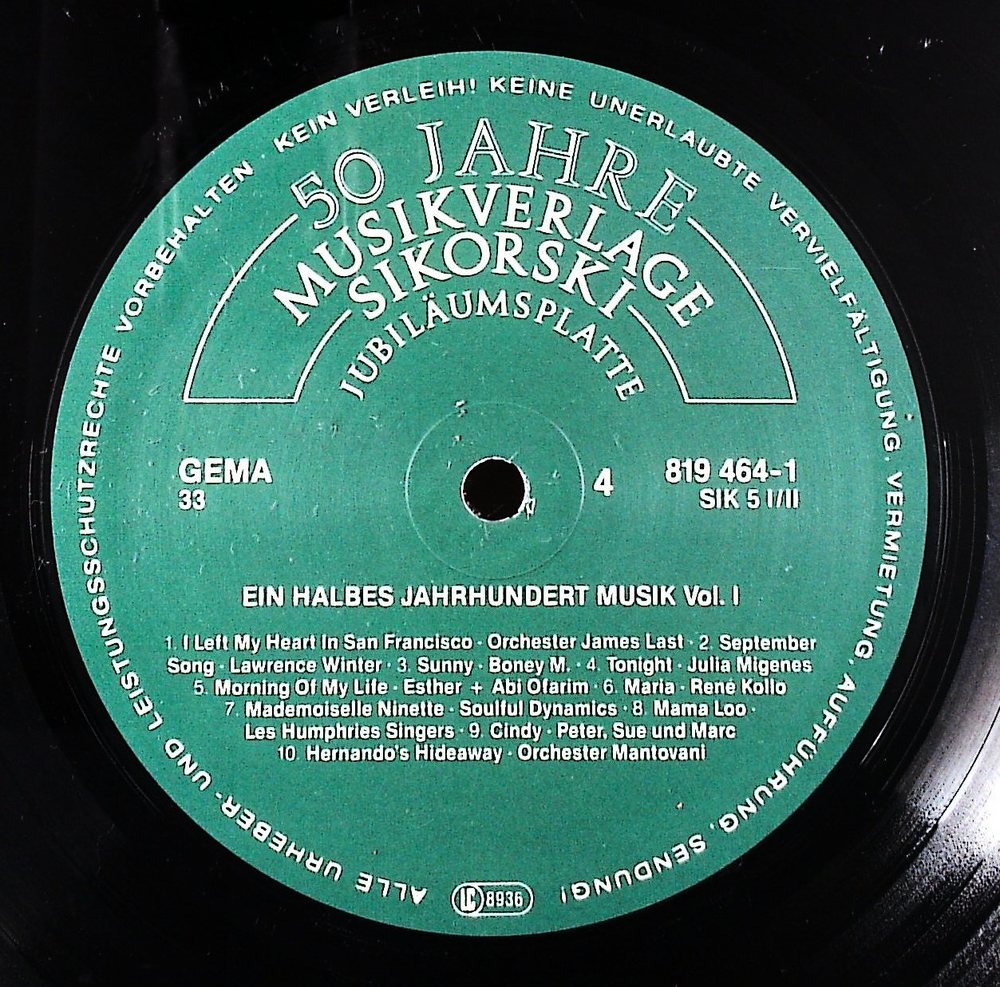 ALLE URHEBER- UND LEISTUNGSSCHUTZRECHTE VORBEHALTEN · KEIN VERLEIH! KEINE UNERLAUBTE VERVIELFÄLTIGUNG, VERMIETUNG, AUFFÜHRUNG, SENDUNG!
50 JAHRE
MUSIKVERLAGE
SIKORSKI
JUBILÄUMSPLATTE
GEMA
33
4
819 464-1
SIK 5 I/II
EIN HALBES JAHRHUNDERT MUSIK Vol. I
1. I Left My Heart In San Francisco · Orchester James Last · 2. September
Song · Lawrence Winter · 3. Sunny · Boney M. · 4. Tonight · Julia Migenes
5. Morning Of My Life · Esther + Abi Ofarim · 6. Maria · René Kollo
7. Mademoiselle Ninette · Soulful Dynamics · 8. Mama Loo ·
Les Humphries Singers · 9. Cindy · Peter, Sue und Marc
10. Hernando's Hideaway · Orchester Mantovani
LC 8936